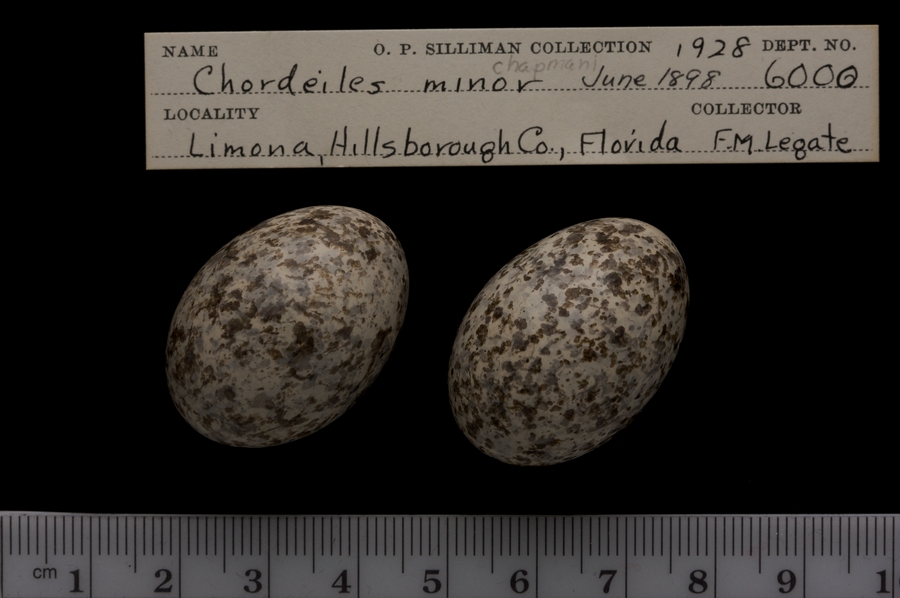 NAME O. P. SILLIMAN COLLECTION 1928 DEPT. NO.
chapmani
Chordeiles minor June 1898 6000
LOCALITY COLLECTOR
Limona, Hillsborough Co., Florida F.M. Legate
cm 1 2 3 4 5 6 7 8 9 1